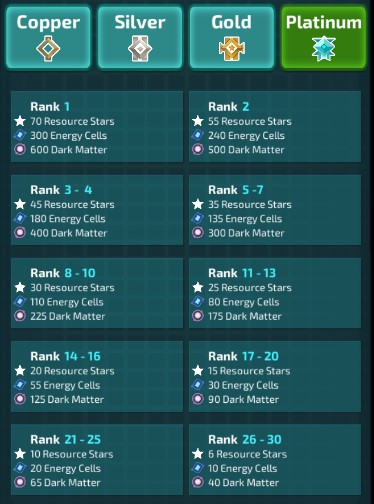 Copper
Silver
Gold
Platinum
Rank 1
70 Resource Stars
300 Energy Cells
600 Dark Matter
Rank 2
55 Resource Stars
240 Energy Cells
500 Dark Matter
Rank 3 - 4
45 Resource Stars
180 Energy Cells
400 Dark Matter
Rank 5 -7
35 Resource Stars
135 Energy Cells
300 Dark Matter
Rank 8 - 10
30 Resource Stars
110 Energy Cells
225 Dark Matter
Rank 11 - 13
25 Resource Stars
80 Energy Cells
175 Dark Matter
Rank 14 - 16
20 Resource Stars
55 Energy Cells
125 Dark Matter
Rank 17 - 20
15 Resource Stars
30 Energy Cells
90 Dark Matter
Rank 21 - 25
10 Resource Stars
20 Energy Cells
65 Dark Matter
Rank 26 - 30
6 Resource Stars
10 Energy Cells
40 Dark Matter